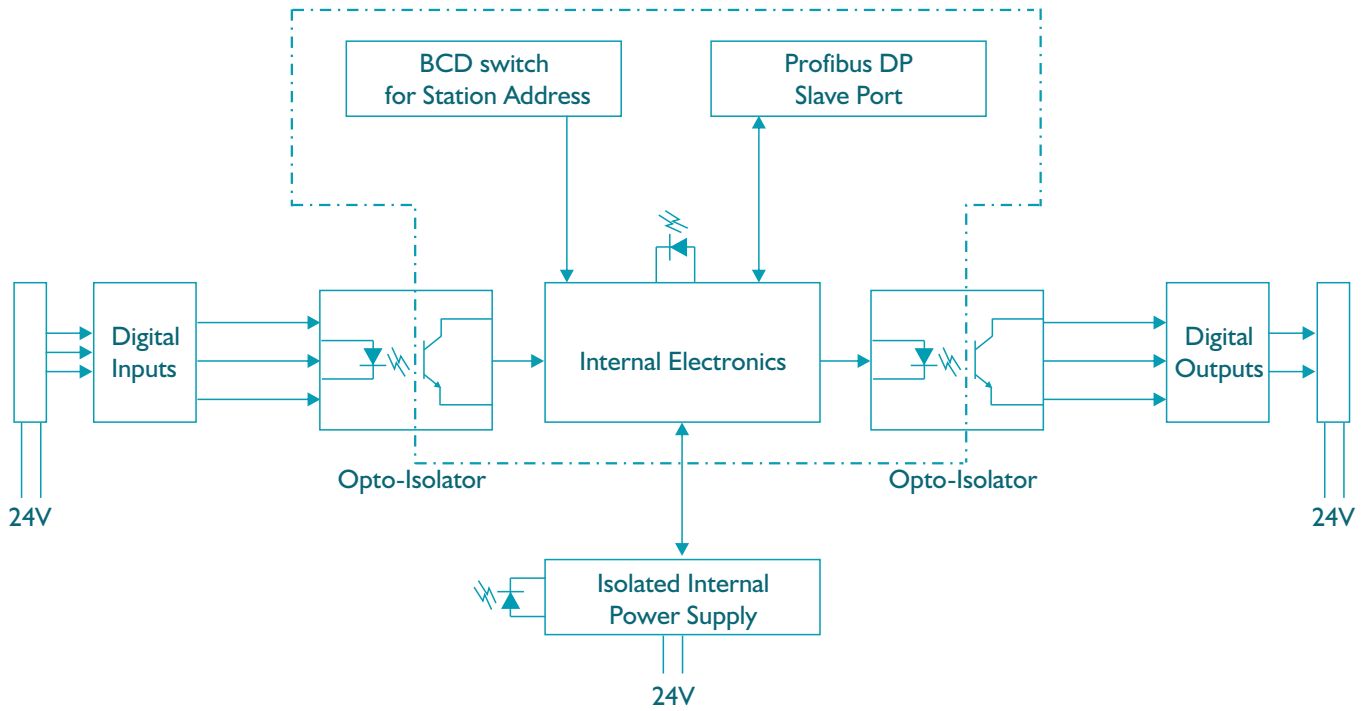 BCD switch
for Station Address
Profibus DP
Slave Port
Digital
Inputs
Internal Electronics
Digital
Outputs
Opto-Isolator
Opto-Isolator
24V
24V
Isolated Internal
Power Supply
24V